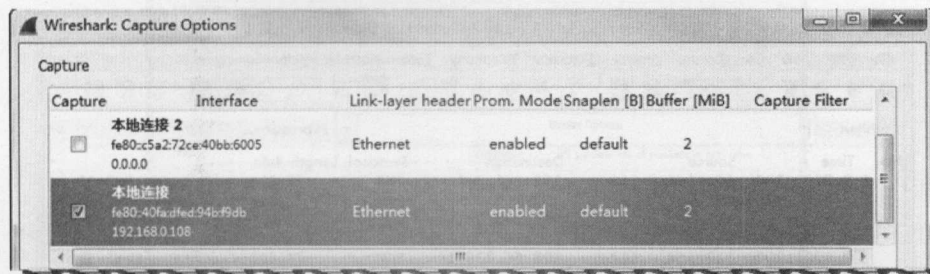 Wireshark: Capture Options
Capture
Capture Interface Link-layer header Prom. Mode Snaplen [B] Buffer [MiB] Capture Filter
本地连接 2
fe80::c5a2:72ce:40bb:6005 Ethernet enabled default 2
0.0.0.0
本地连接
fe80::40fa:dfed:94bf:f9db Ethernet enabled default 2
192.168.0.108